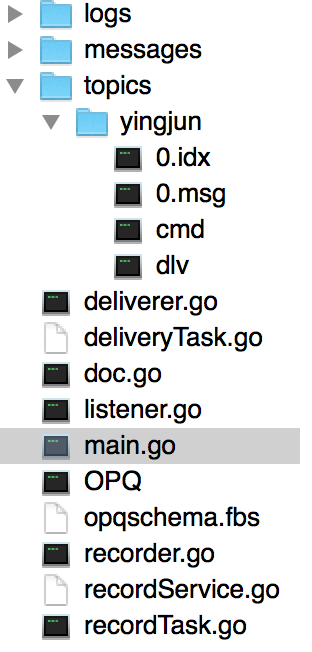 logs
messages
topics
yingjun
0.idx
0.msg
cmd
dlv
deliverer.go
deliveryTask.go
doc.go
listener.go
main.go
OPQ
opqschema.fbs
recorder.go
recordService.go
recordTask.go